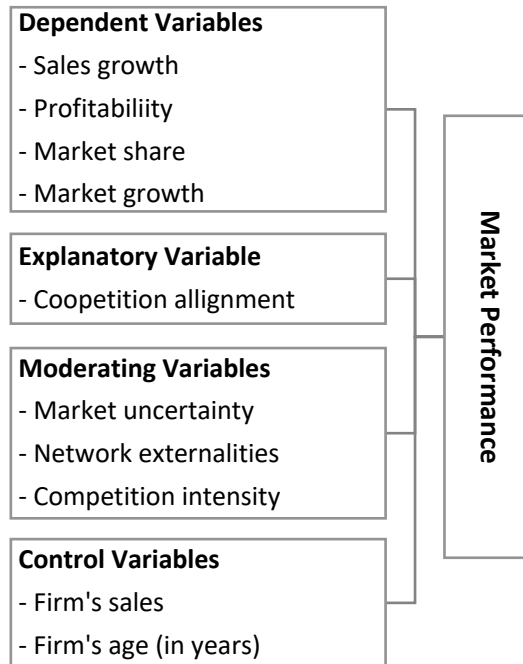 Dependent Variables
- Sales growth
- Profitabiliity
- Market share
- Market growth
Explanatory Variable
- Coopetition allignment
Moderating Variables
- Market uncertainty
- Network externalities
- Competition intensity
Control Variables
- Firm's sales
- Firm's age (in years)
Market Performance